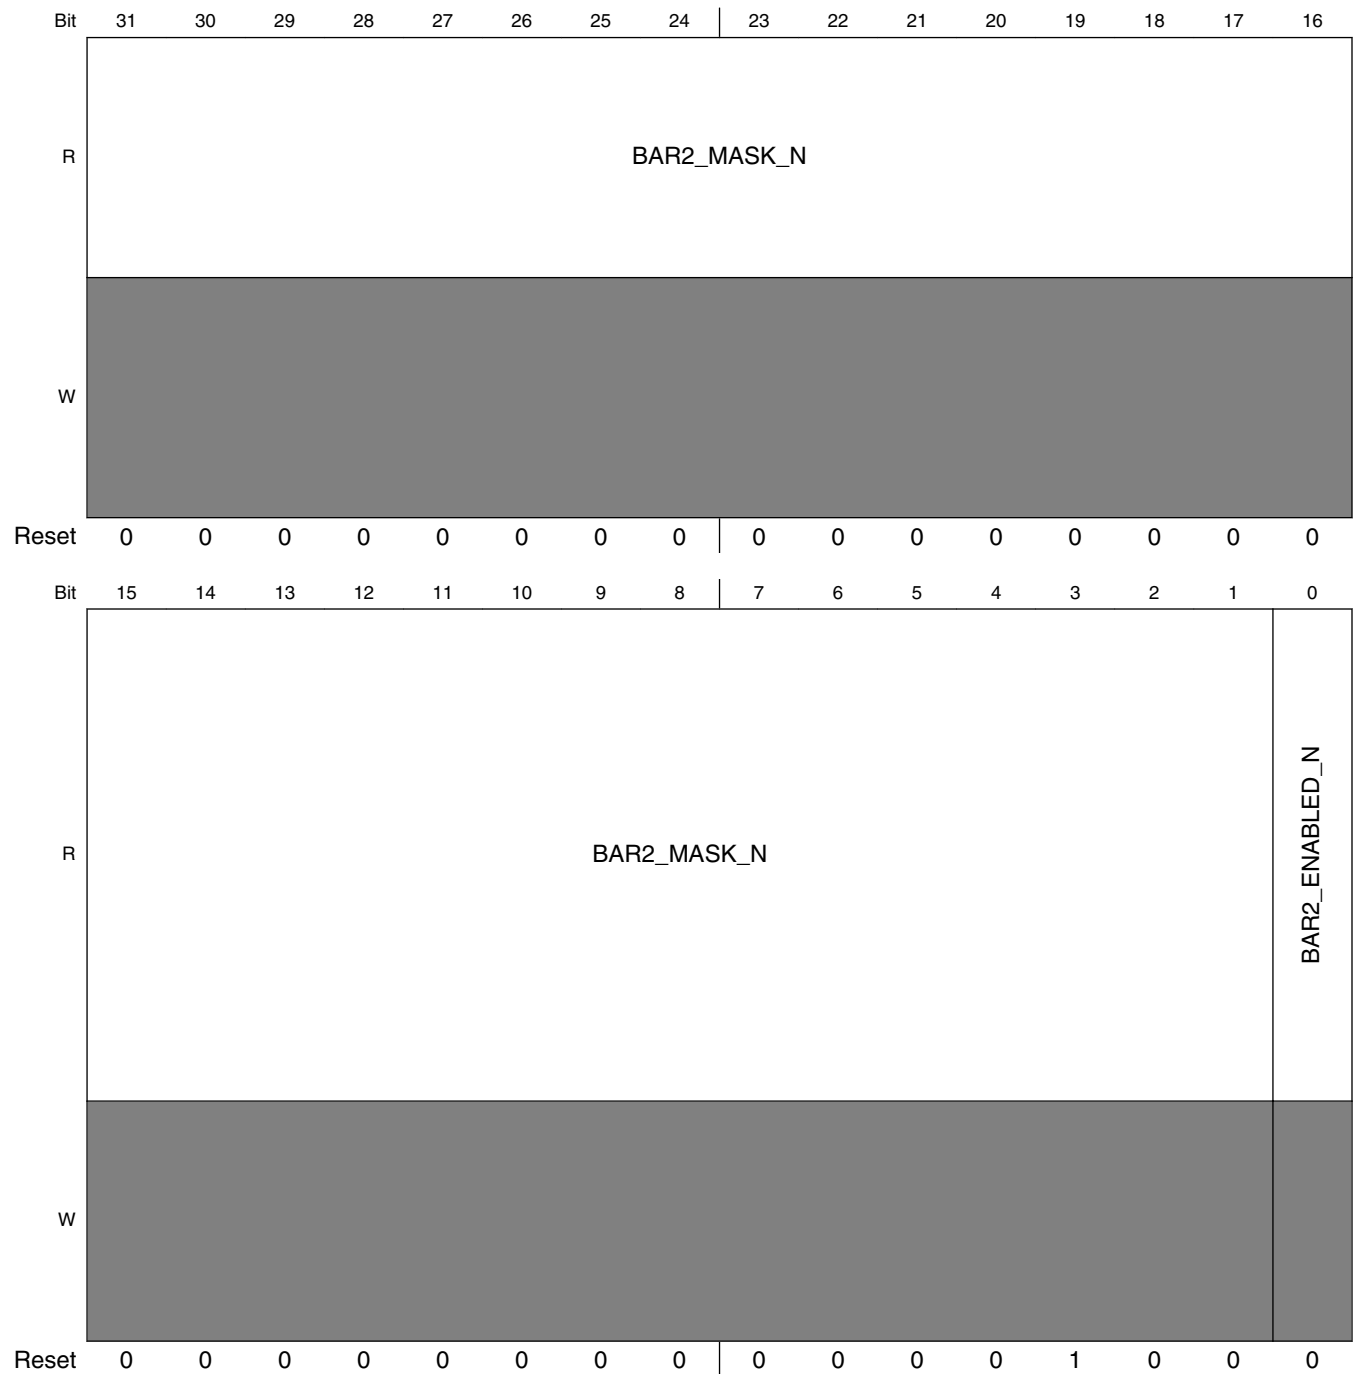 Bit 31 30 29 28 27 26 25 24 23 22 21 20 19 18 17 16
R BAR2_MASK_N
W
Reset 0 0 0 0 0 0 0 0 0 0 0 0 0 0 0 0
Bit 15 14 13 12 11 10 9 8 7 6 5 4 3 2 1 0
R BAR2_MASK_N BAR2_ENABLED_N
W
Reset 0 0 0 0 0 0 0 0 0 0 0 0 1 0 0 0